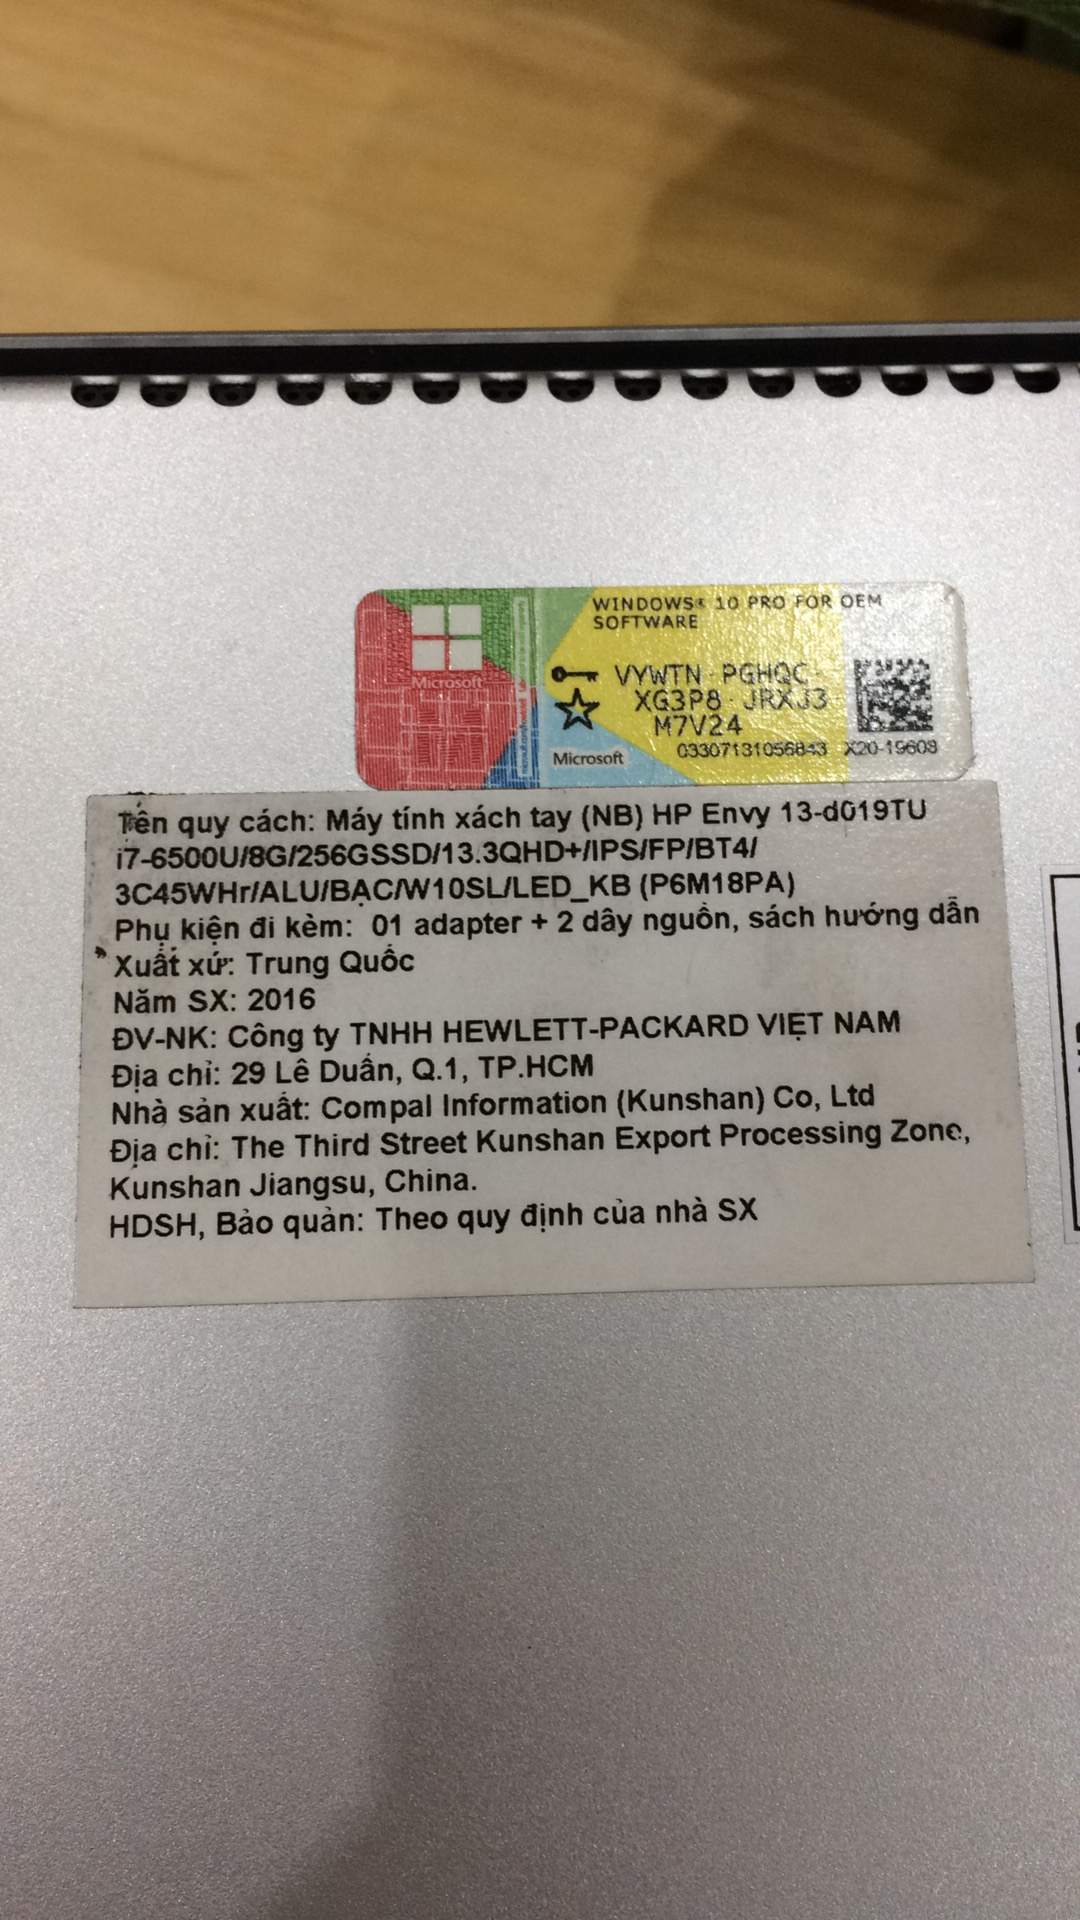 WINDOWS® 10 PRO FOR OEM
SOFTWARE
Microsoft
VYWTN · PGHQC ·
XG3P8 · JRXJ3
M7V24
Microsoft
03307131056843 X20-19608
Tên quy cách: Máy tính xách tay (NB) HP Envy 13-d019TU
i7-6500U/8G/256GSSD/13.3QHD+/IPS/FP/BT4/
3C45WHr/ALU/BẠC/W10SL/LED_KB (P6M18PA)
Phụ kiện đi kèm: 01 adapter + 2 dây nguồn, sách hướng dẫn
Xuất xứ: Trung Quốc
Năm SX: 2016
ĐV-NK: Công ty TNHH HEWLETT-PACKARD VIỆT NAM
Địa chỉ: 29 Lê Duẩn, Q.1, TP.HCM
Nhà sản xuất: Compal Information (Kunshan) Co, Ltd
Địa chỉ: The Third Street Kunshan Export Processing Zone,
Kunshan Jiangsu, China.
HDSH, Bảo quản: Theo quy định của nhà SX